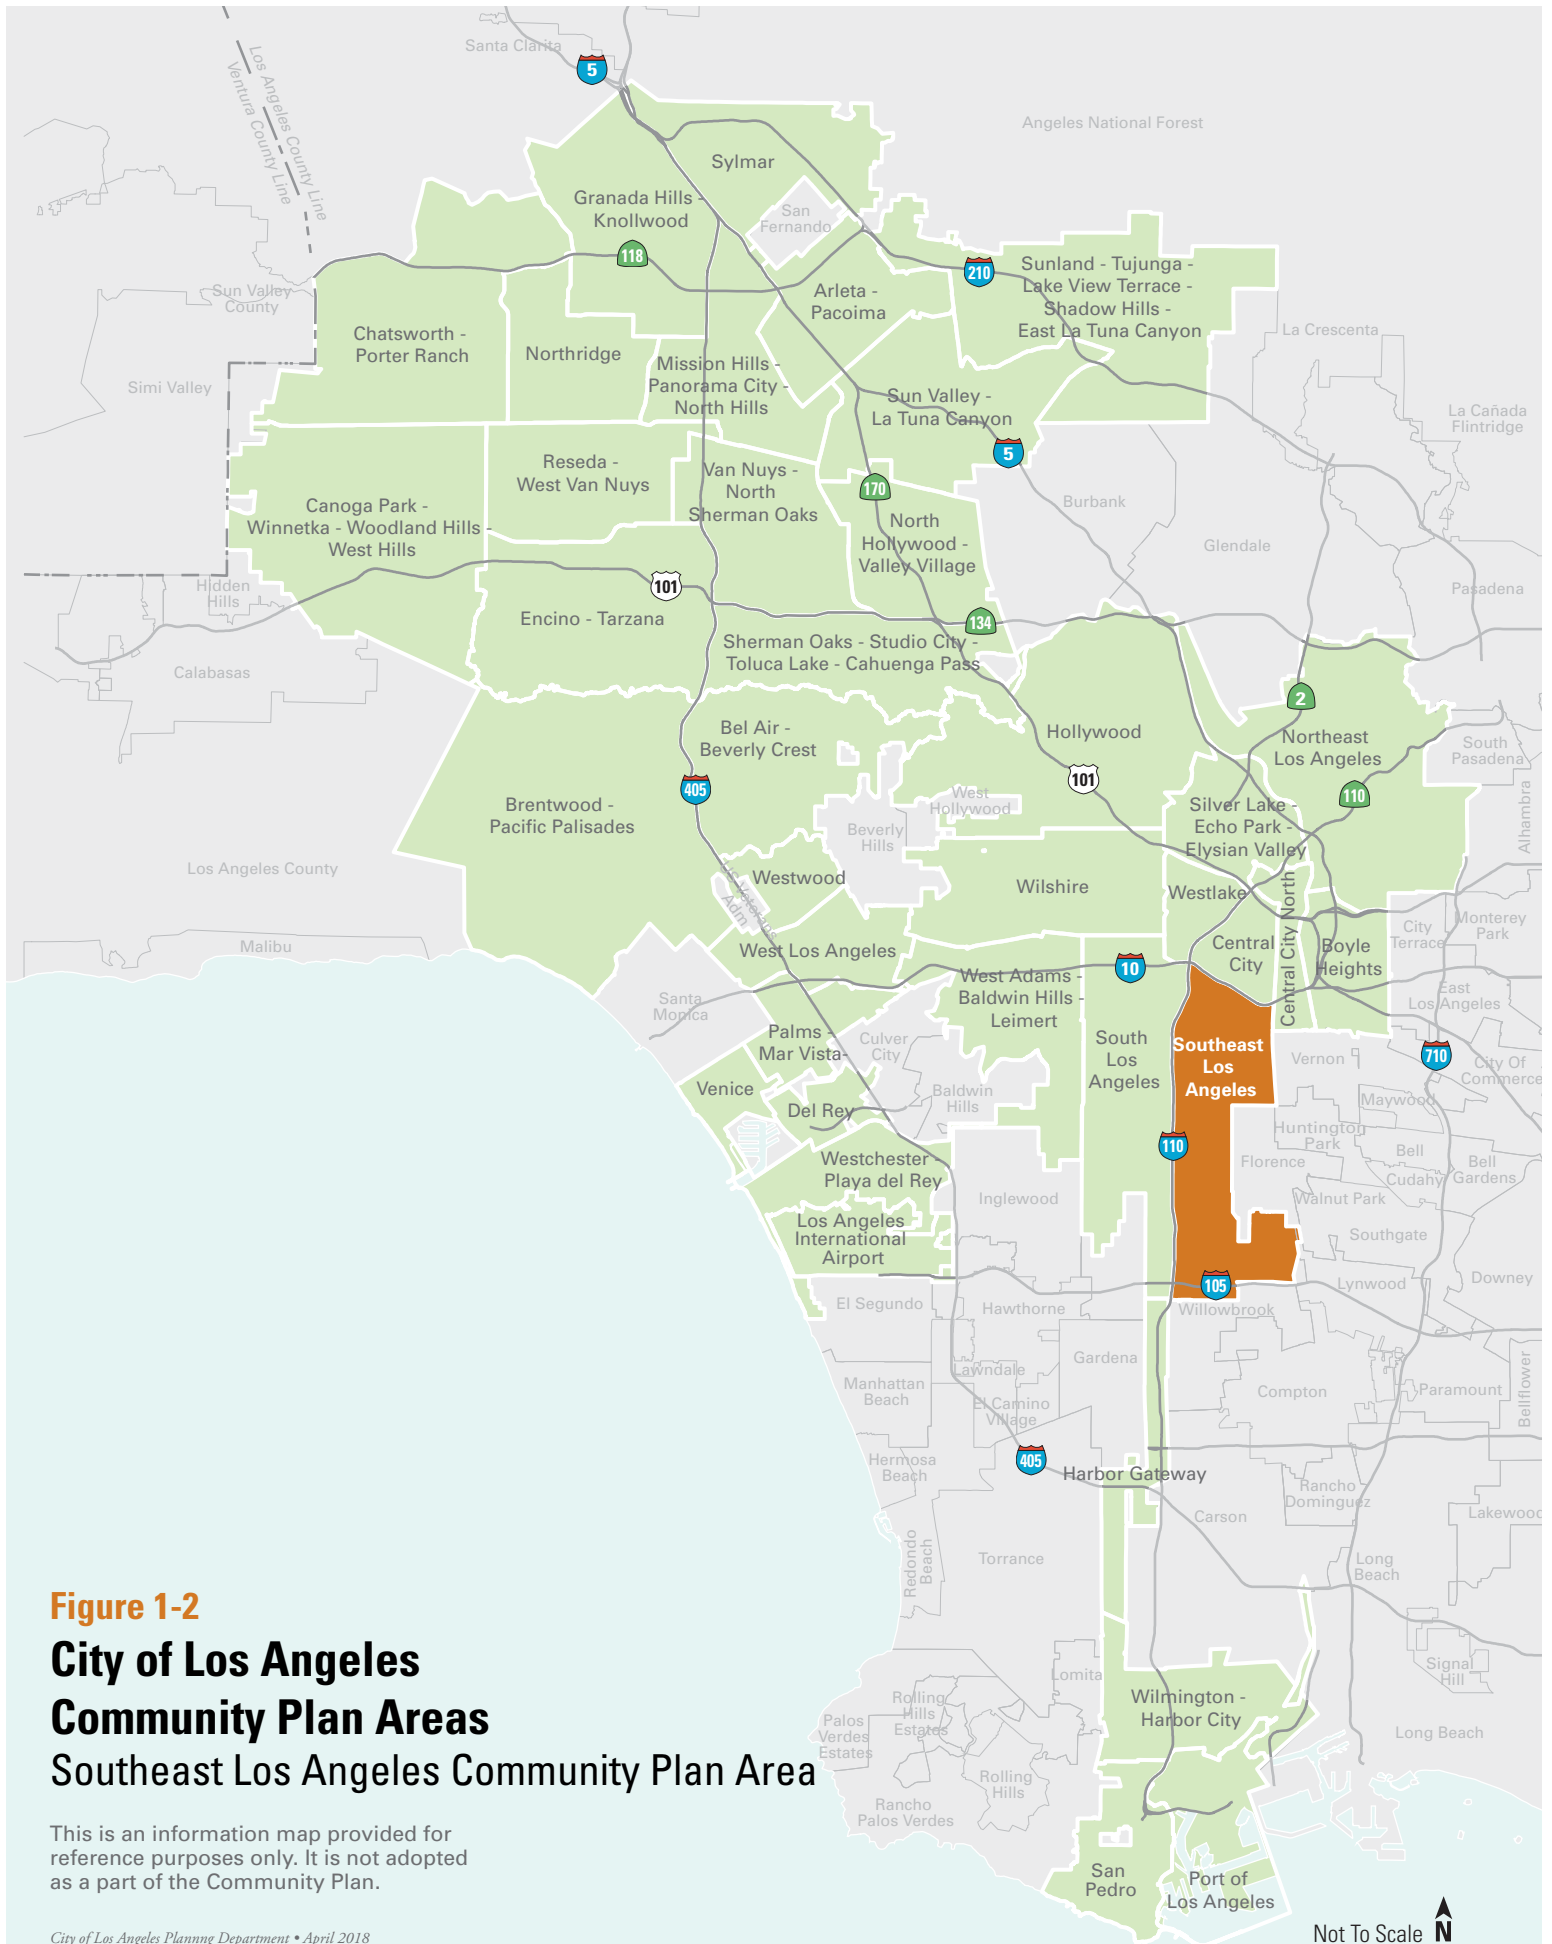 Santa Clarita
5
Los Angeles County Line
Ventura County Line
Angeles National Forest
Sylmar
Granada Hills -
Knollwood
San
Fernando
118
210
Sunland - Tujunga -
Lake View Terrace -
Shadow Hills -
East La Tuna Canyon
Sun Valley
County
Arleta -
Pacoima
Chatsworth -
Porter Ranch
Northridge
La Crescenta
Mission Hills -
Panorama City -
North Hills
Simi Valley
Sun Valley -
La Tuna Canyon
La Cañada
Flintridge
5
Reseda -
West Van Nuys
Van Nuys -
North
Sherman Oaks
170
Burbank
Canoga Park -
Winnetka - Woodland Hills -
West Hills
North
Hollywood -
Valley Village
Glendale
Hidden
Hills
101
Pasadena
Encino - Tarzana
134
Sherman Oaks - Studio City -
Toluca Lake - Cahuenga Pass
Calabasas
2
Bel Air -
Beverly Crest
Hollywood
Northeast
Los Angeles
South
Pasadena
405
101
110
Brentwood -
Pacific Palisades
West
Hollywood
Silver Lake -
Echo Park -
Elysian Valley
Alhambra
Beverly
Hills
Los Angeles County
US Veterans
Adm
Westwood
Wilshire
Westlake
Central City North
Monterey
Park
City
Terrace
Malibu
West Los Angeles
Central
City
Boyle
Heights
10
West Adams -
Baldwin Hills -
Leimert
East
Los Angeles
Santa
Monica
Palms -
Mar Vista-
Culver
City
South
Los
Angeles
Southeast
Los
Angeles
Vernon
710
City Of
Commerce
Venice
Baldwin
Hills
Maywood
Del Rey
Huntington
Park
110
Bell
Florence
Bell
Gardens
Cudahy
Westchester -
Playa del Rey
Inglewood
Walnut Park
Los Angeles
International
Airport
Southgate
105
Lynwood
Downey
El Segundo
Hawthorne
Willowbrook
Gardena
Lawndale
Manhattan
Beach
Compton
Paramount
Bellflower
El Camino
Village
405
Hermosa
Beach
Harbor Gateway
Rancho
Dominguez
Carson
Lakewood
Redondo
Beach
Torrance
Long
Beach
Figure 1-2
City of Los Angeles
Community Plan Areas
Southeast Los Angeles Community Plan Area
Lomita
Signal
Hill
Rolling
Hills
Estates
Wilmington -
Harbor City
Palos
Verdes
Estates
Long Beach
Rolling
Hills
Rancho
Palos Verdes
This is an information map provided for
reference purposes only. It is not adopted
as a part of the Community Plan.
San
Pedro
Port of
Los Angeles
City of Los Angeles Plannng Department • April 2018
Not To Scale N